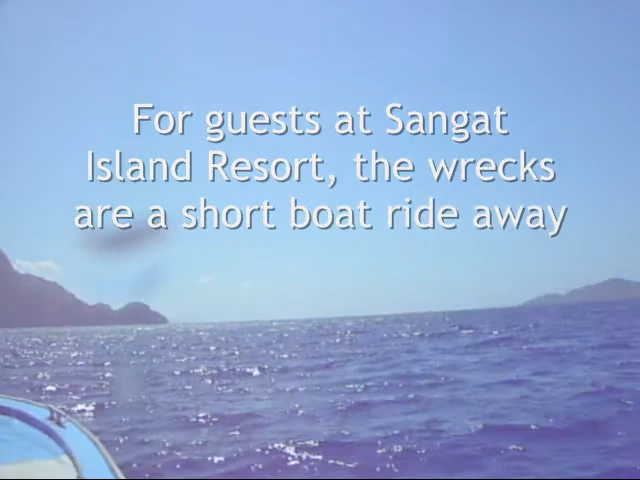 For guests at Sangat
Island Resort, the wrecks
are a short boat ride away